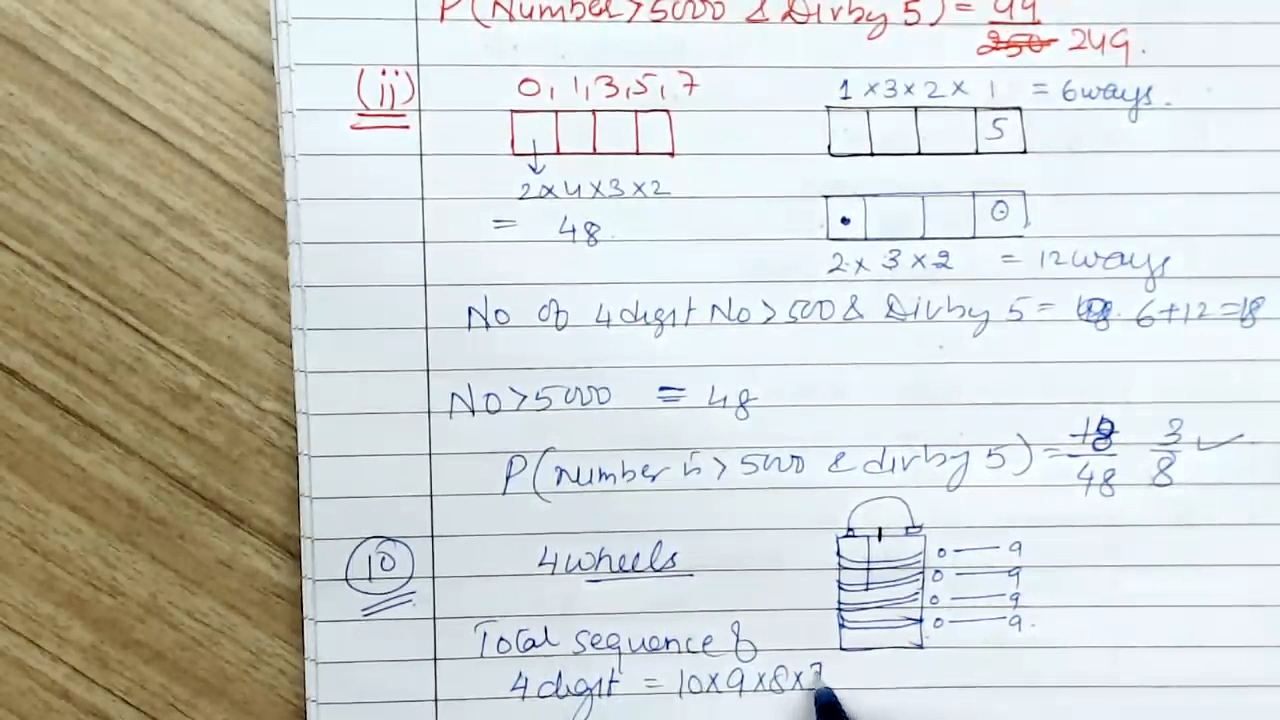 P(Number > 5000 & Div by 5) = 99
250 249.
(ii) 0, 1, 3, 5, 7
1 × 3 × 2 × 1 = 6 ways.
5
2 × 4 × 3 × 2
= 48.
0
2 × 3 × 2 = 12 ways
No of 4 digit No > 500 & Div by 5 = 6 + 12 = 18
No > 5000 = 48
P(number is > 500 & div by 5) = 18/48 3/8 ✓
10 4 wheels
0 — 9
0 — 9
0 — 9
0 — 9.
Total sequence of
4 digit = 10 × 9 × 8 × 7